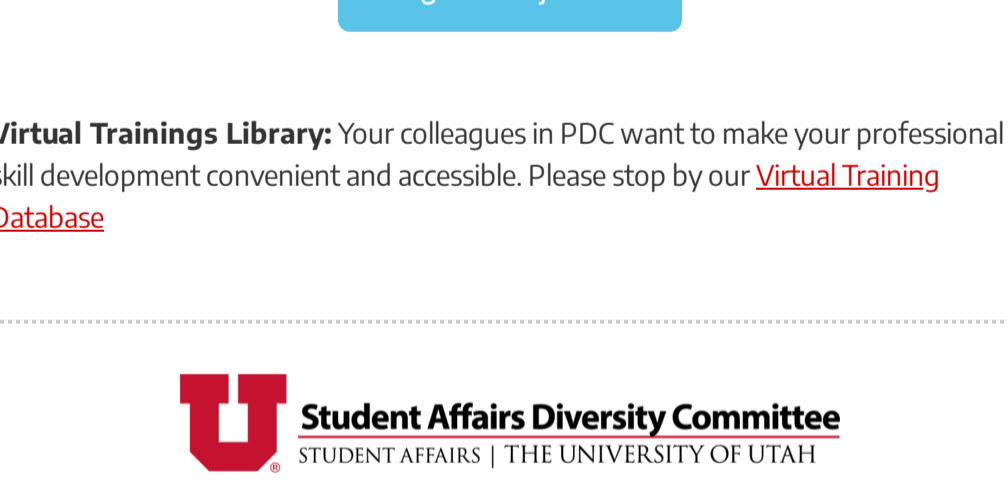 Virtual Trainings Library: Your colleagues in PDC want to make your professional
skill development convenient and accessible. Please stop by our Virtual Training
Database
U®
Student Affairs Diversity Committee
STUDENT AFFAIRS | THE UNIVERSITY OF UTAH